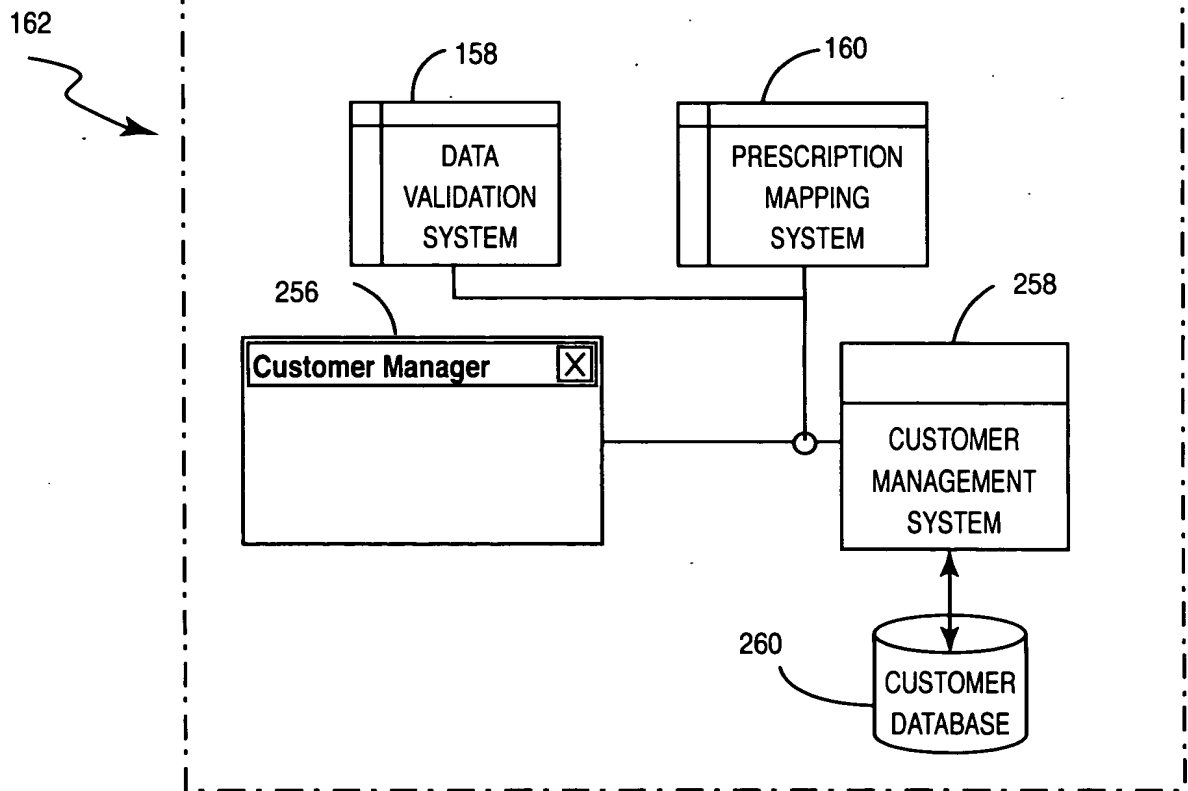 162
158
160
DATA
VALIDATION
SYSTEM
PRESCRIPTION
MAPPING
SYSTEM
256
258
Customer Manager X
CUSTOMER
MANAGEMENT
SYSTEM
260
CUSTOMER
DATABASE